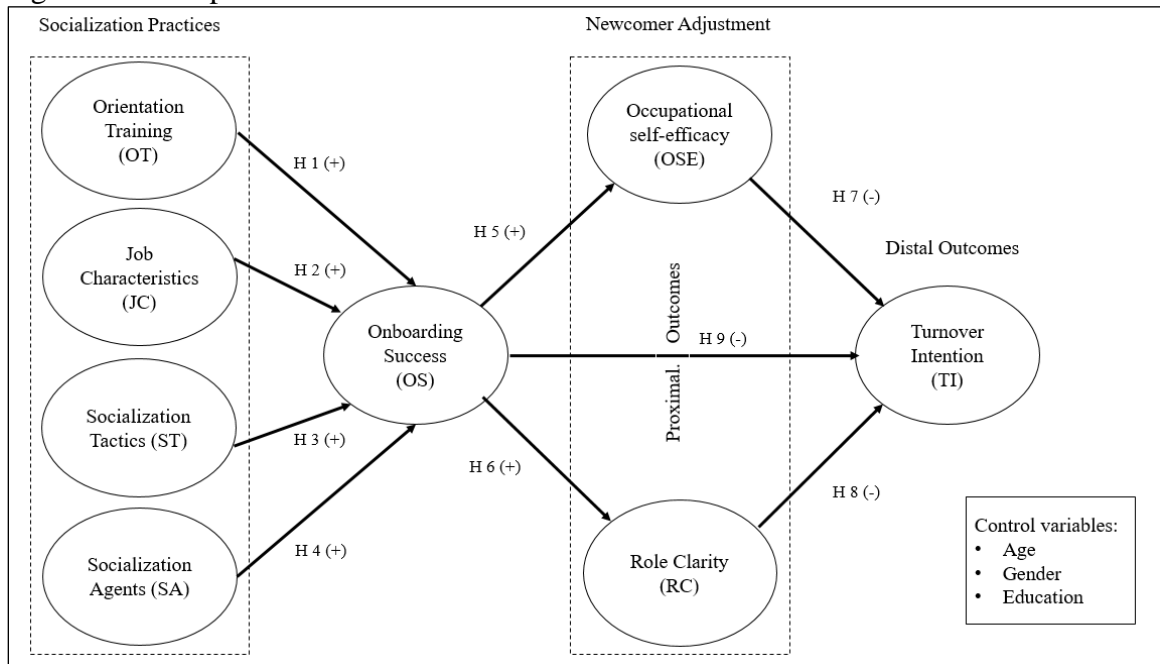 Socialization Practices
Newcomer Adjustment
Orientation
Training
(OT)
H 1 (+)
Job
Characteristics
(JC)
H 2 (+)
Socialization
Tactics (ST)
H 3 (+)
Socialization
Agents (SA)
H 4 (+)
Onboarding
Success
(OS)
H 5 (+)
H 6 (+)
Occupational
self-efficacy
(OSE)
Proximal. Outcomes
H 9 (-)
Role Clarity
(RC)
H 7 (-)
H 8 (-)
Distal Outcomes
Turnover
Intention
(TI)
Control variables:
• Age
• Gender
• Education